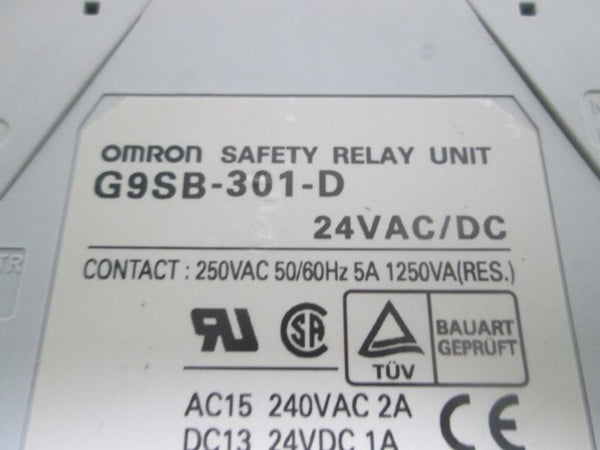 OMRON SAFETY RELAY UNIT
G9SB-301-D
24VAC/DC
CONTACT : 250VAC 50/60Hz 5A 1250VA(RES.)
TÜV
BAUART
GEPRÜFT
AC15 240VAC 2A
DC13 24VDC 1A
CE